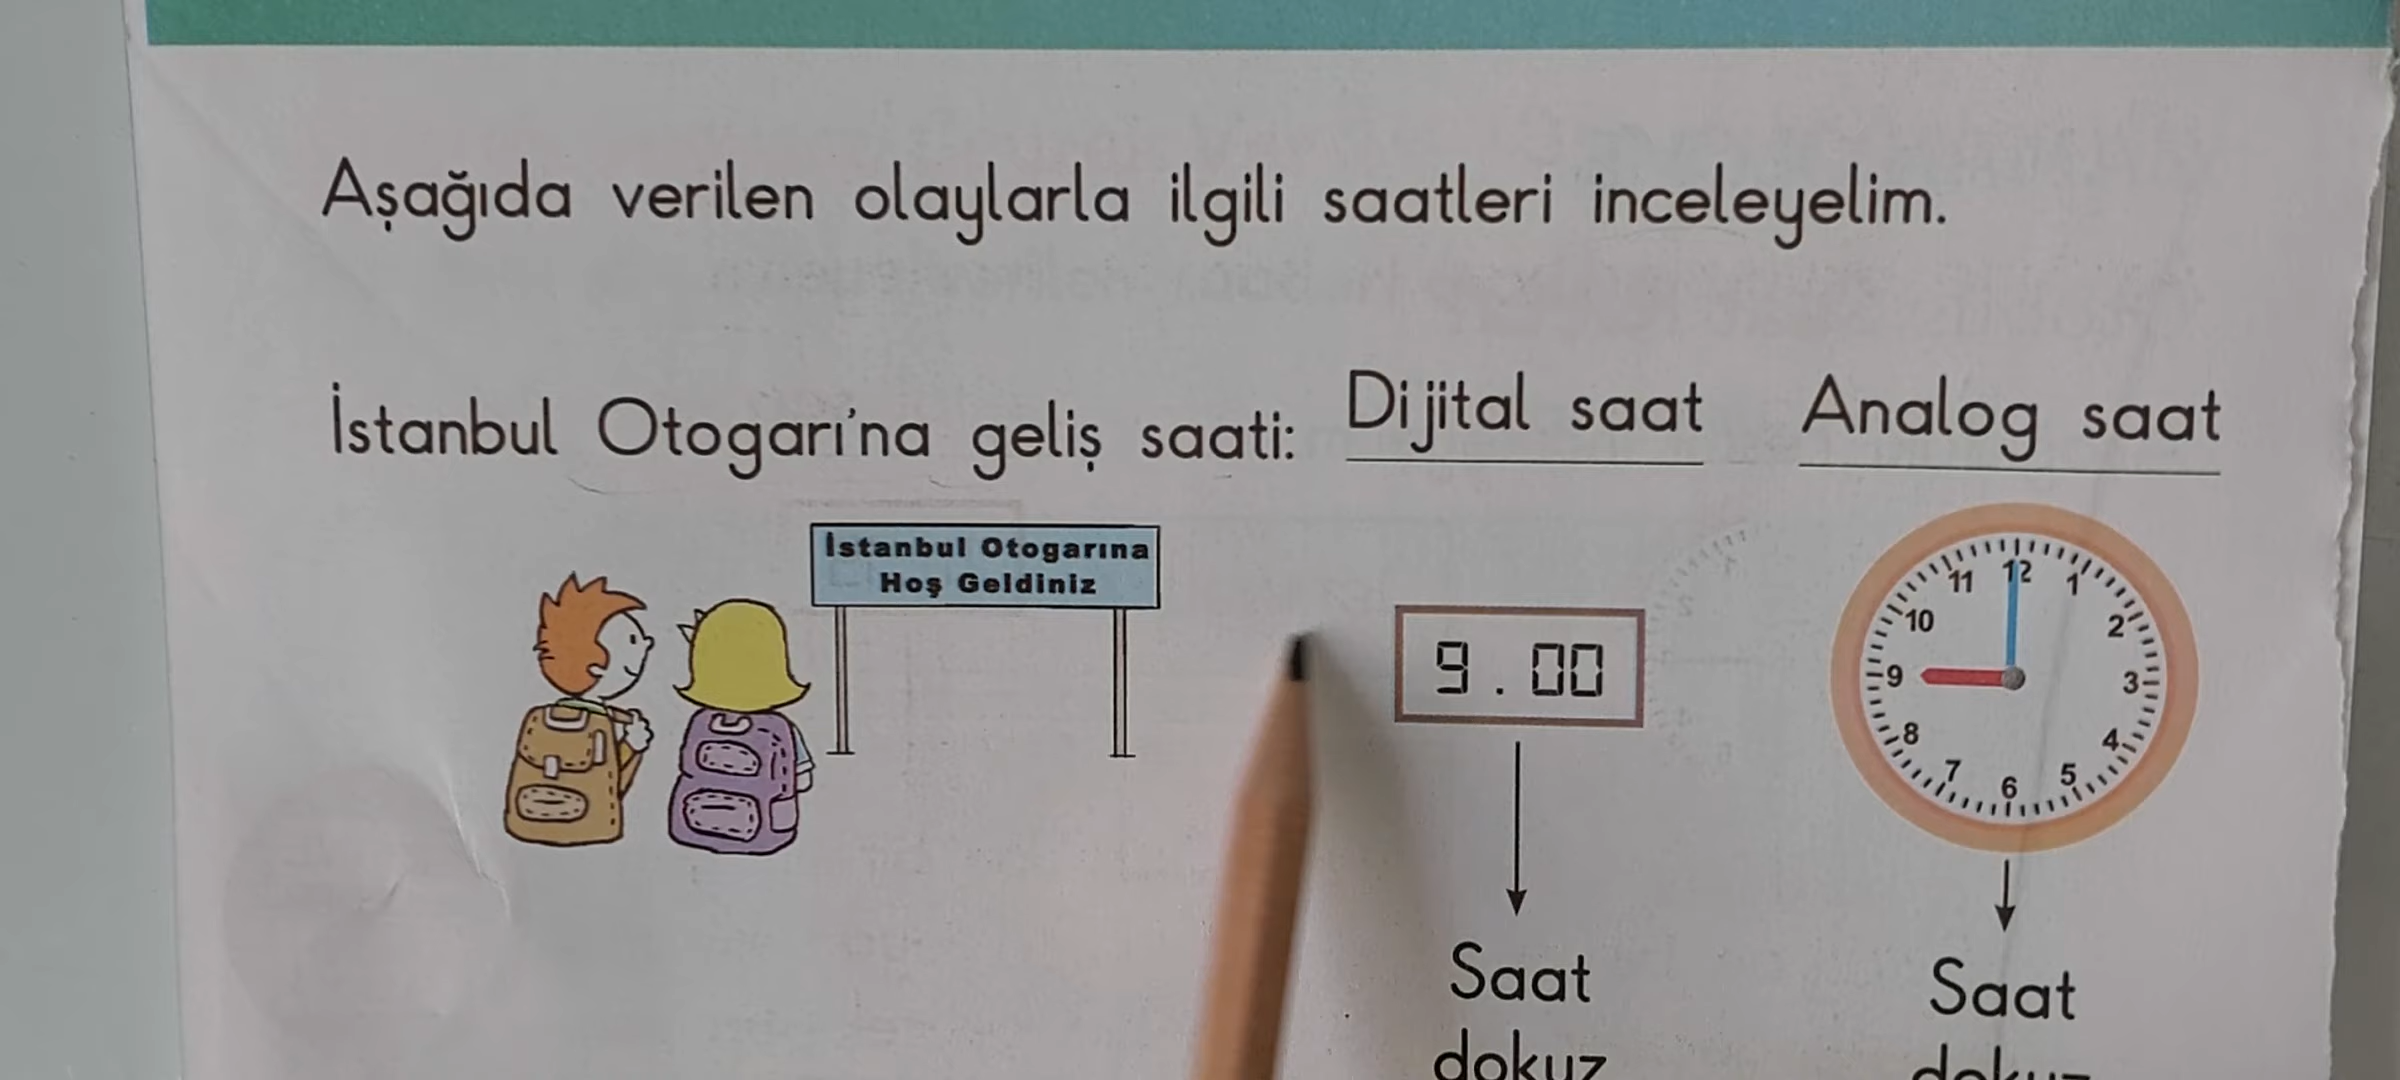 Aşağıda verilen olaylarla ilgili saatleri inceleyelim.
İstanbul Otogarı'na geliş saati: Dijital saat Analog saat
İstanbul Otogarına
Hoş Geldiniz
9.00
12
1
2
3
4
5
6
7
8
9
10
11
Saat
dokuz
Saat
dokuz